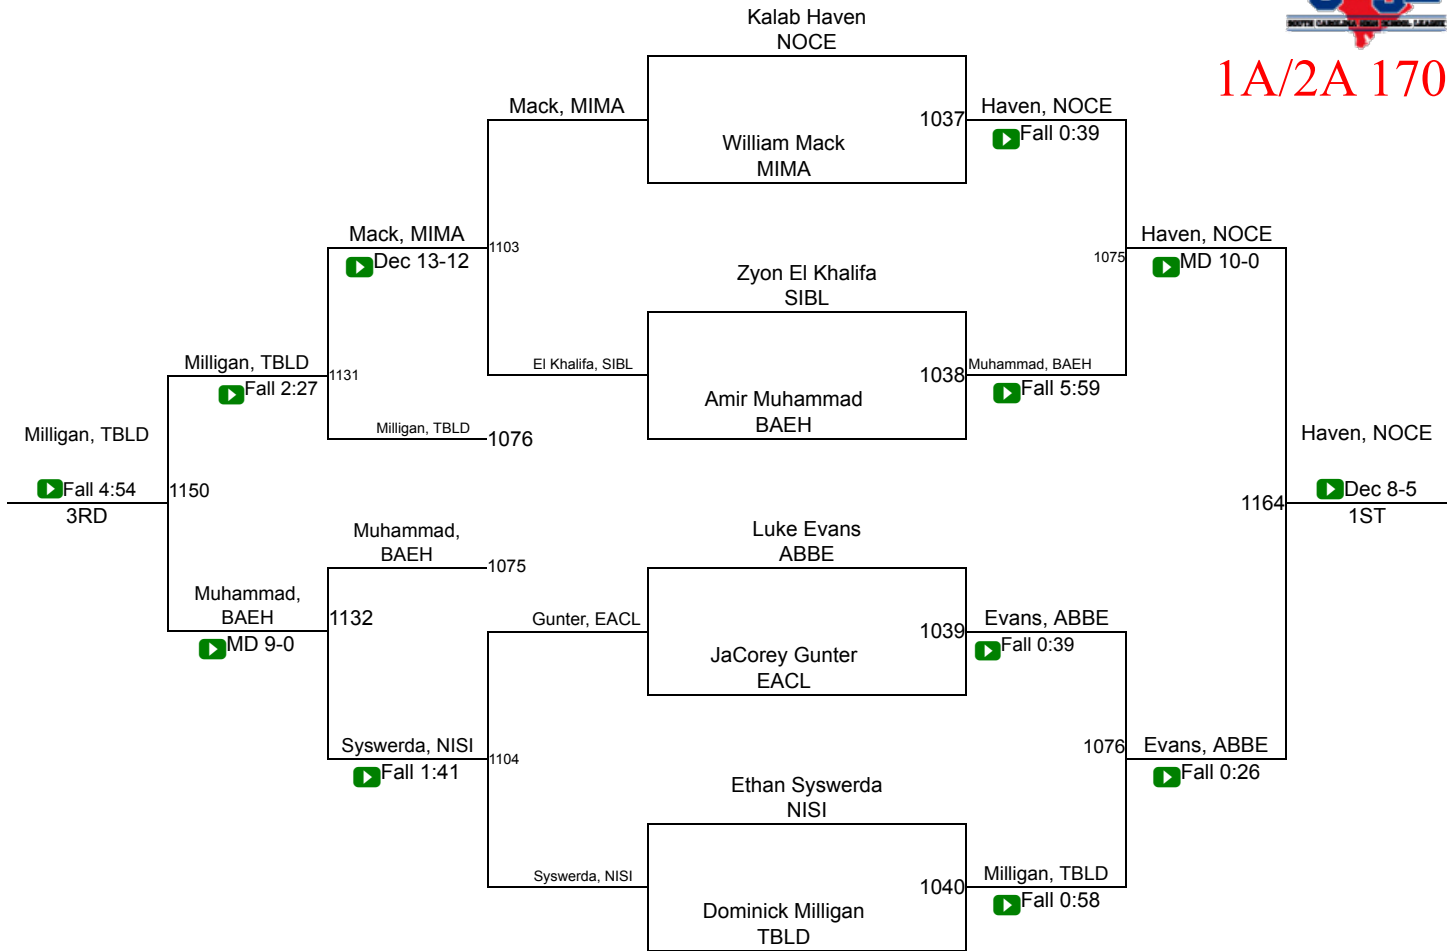 SOUTH CAROLINA HIGH SCHOOL LEAGUE
1A/2A 170
Kalab Haven
NOCE
Mack, MIMA
1037
Haven, NOCE
Fall 0:39
William Mack
MIMA
Mack, MIMA
Dec 13-12
1103
Haven, NOCE
MD 10-0
1075
Zyon El Khalifa
SIBL
Milligan, TBLD
Fall 2:27
1131
El Khalifa, SIBL
1038
Muhammad, BAEH
Fall 5:59
Amir Muhammad
BAEH
Milligan, TBLD
1076
Milligan, TBLD
Fall 4:54
3RD
1150
Haven, NOCE
Dec 8-5
1ST
1164
Muhammad,
BAEH
1075
Luke Evans
ABBE
Muhammad,
BAEH
MD 9-0
1132
Gunter, EACL
1039
Evans, ABBE
Fall 0:39
JaCorey Gunter
EACL
Syswerda, NISI
Fall 1:41
1104
1076
Evans, ABBE
Fall 0:26
Ethan Syswerda
NISI
Syswerda, NISI
1040
Milligan, TBLD
Fall 0:58
Dominick Milligan
TBLD